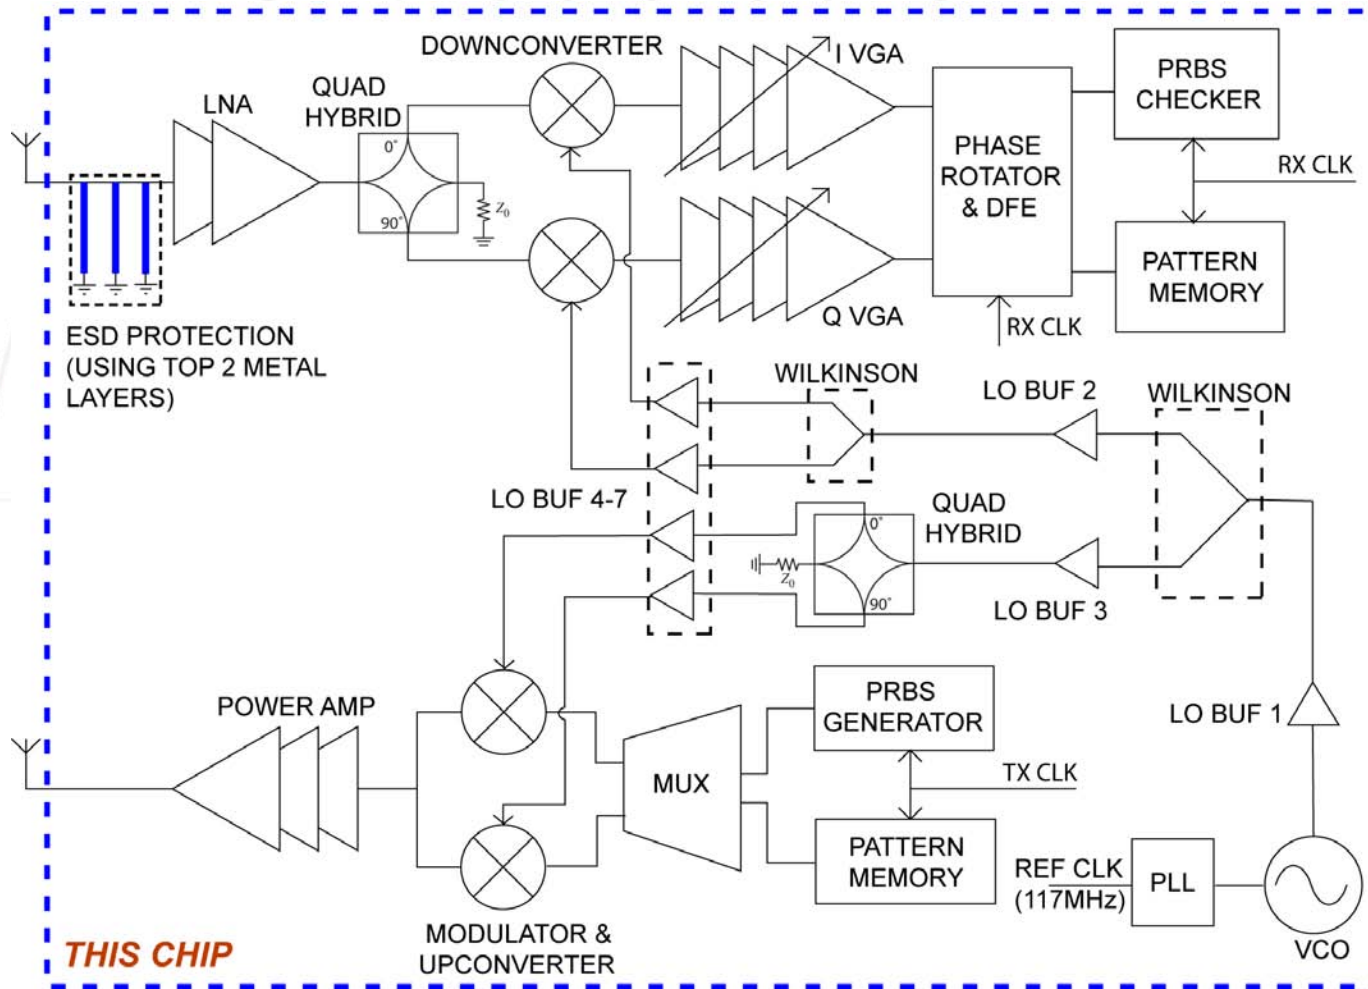 DOWNCONVERTER
I VGA
PRBS
CHECKER
QUAD
HYBRID
LNA
0°
90°
Z0
PHASE
ROTATOR
& DFE
RX CLK
PATTERN
MEMORY
Q VGA
RX CLK
ESD PROTECTION
(USING TOP 2 METAL
LAYERS)
WILKINSON
LO BUF 2
WILKINSON
LO BUF 4-7
QUAD
HYBRID
0°
Z0
90°
LO BUF 3
POWER AMP
PRBS
GENERATOR
LO BUF 1
MUX
TX CLK
PATTERN
MEMORY
REF CLK
(117MHz)
PLL
VCO
MODULATOR &
UPCONVERTER
THIS CHIP